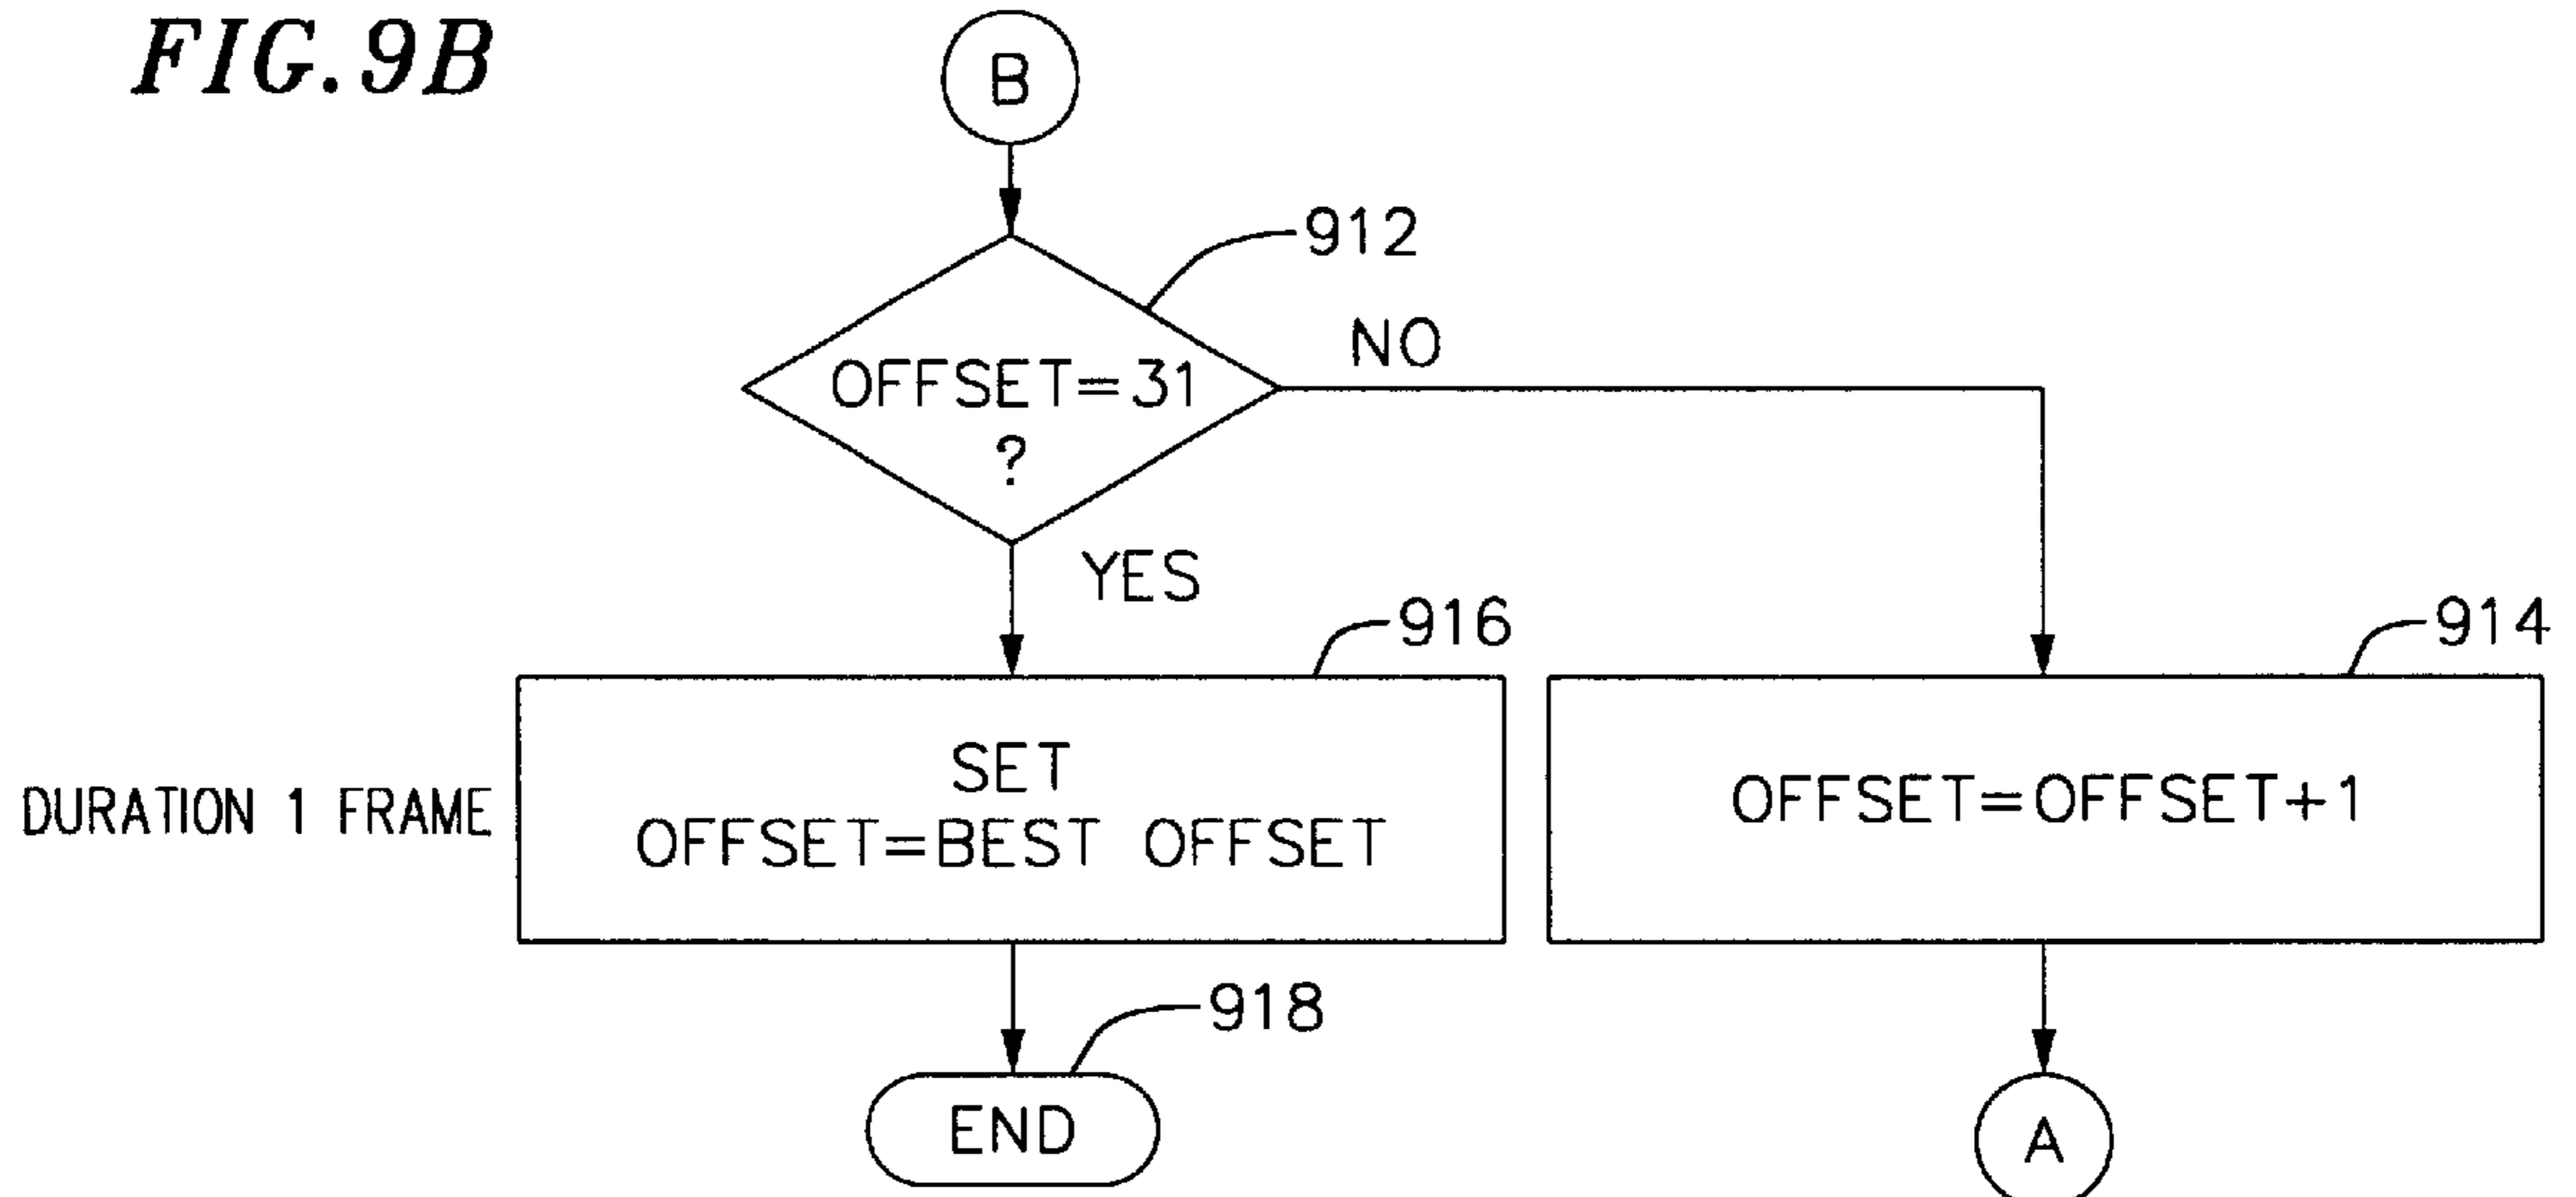 FIG. 9B
B
912
OFFSET=31
?
NO
YES
916
914
DURATION 1 FRAME
SET
OFFSET=BEST OFFSET
OFFSET=OFFSET+1
918
END
A